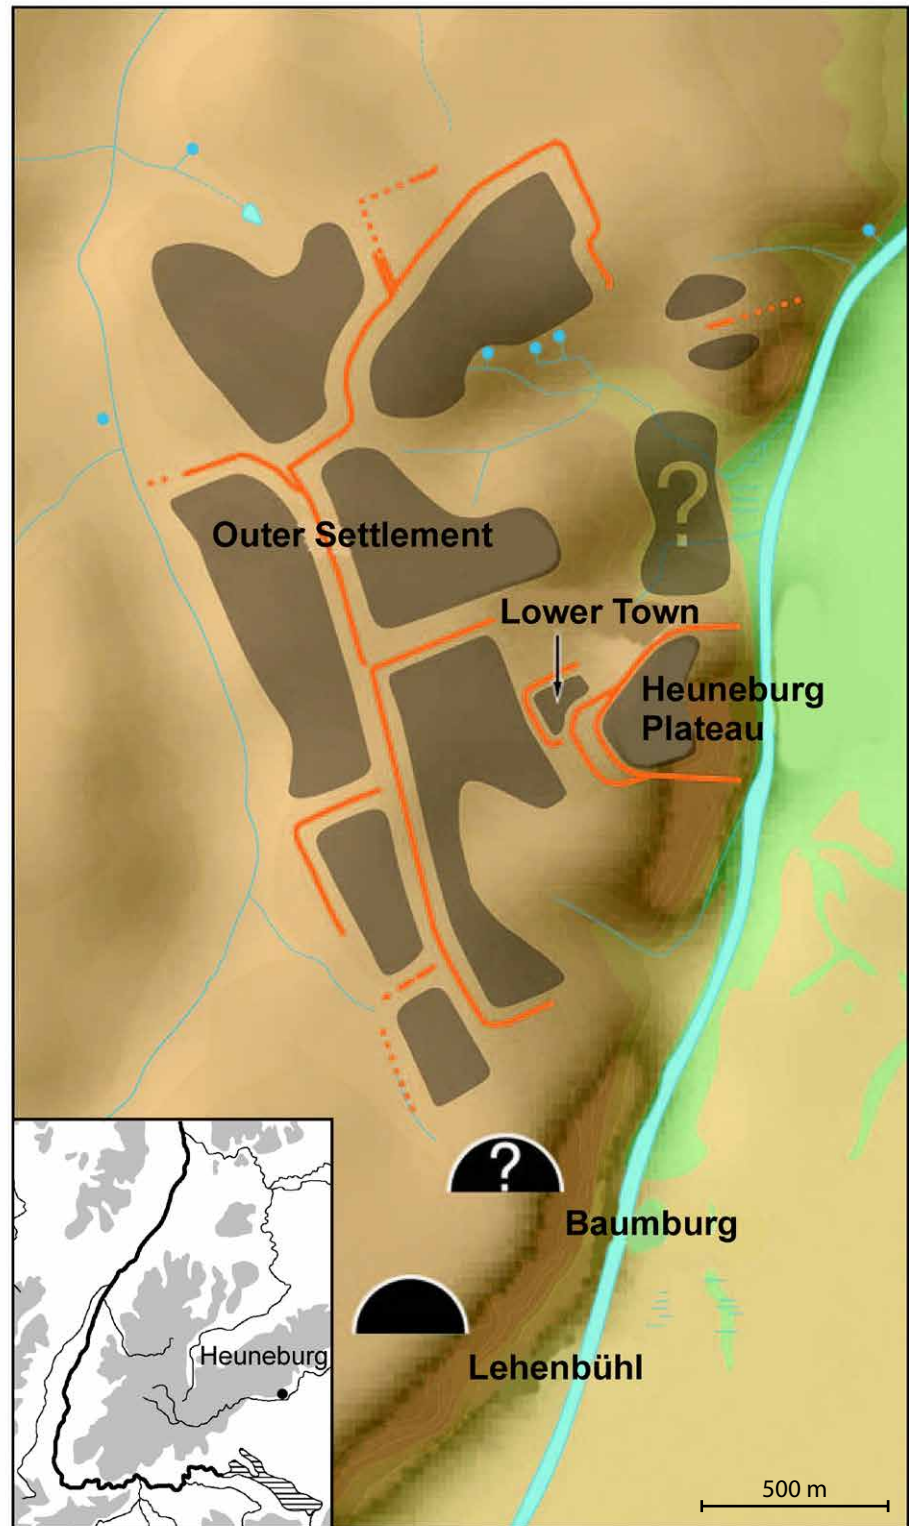 ?
Outer Settlement
Lower Town
Heuneburg
Plateau
?
Baumburg
Lehenbühl
Heuneburg
500 m